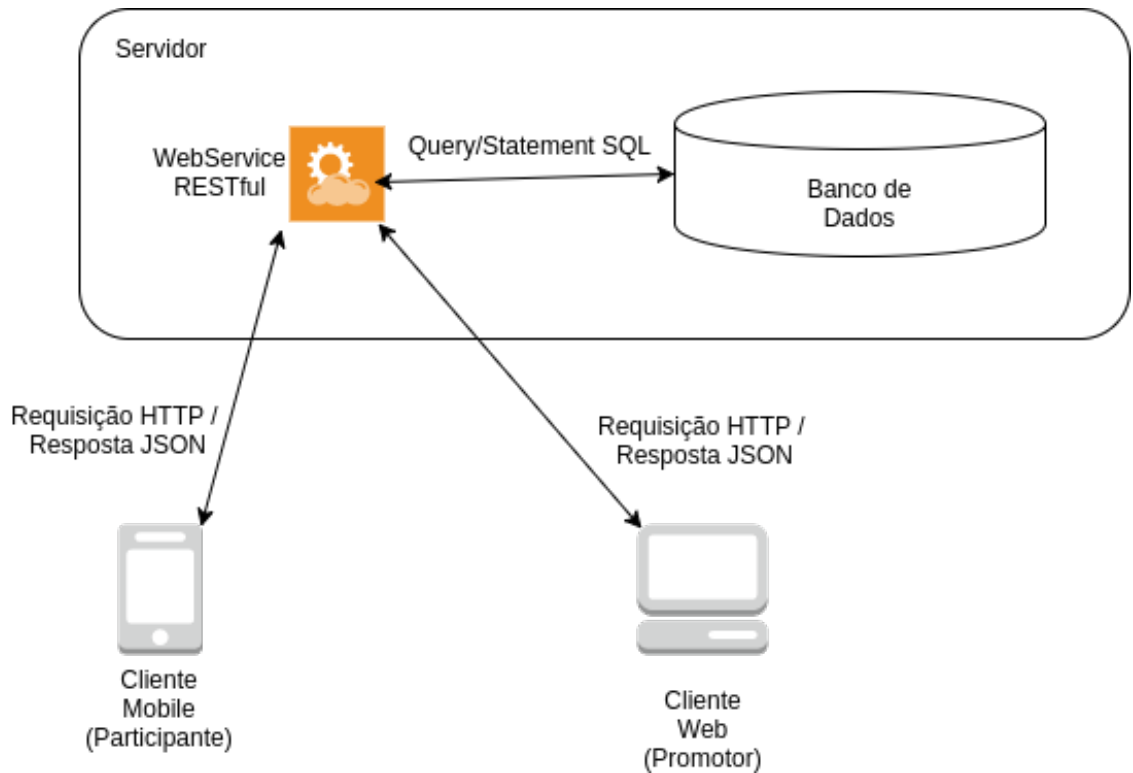 Servidor
WebService
RESTful
Query/Statement SQL
Banco de
Dados
Requisição HTTP /
Resposta JSON
Requisição HTTP /
Resposta JSON
Cliente
Mobile
(Participante)
Cliente
Web
(Promotor)